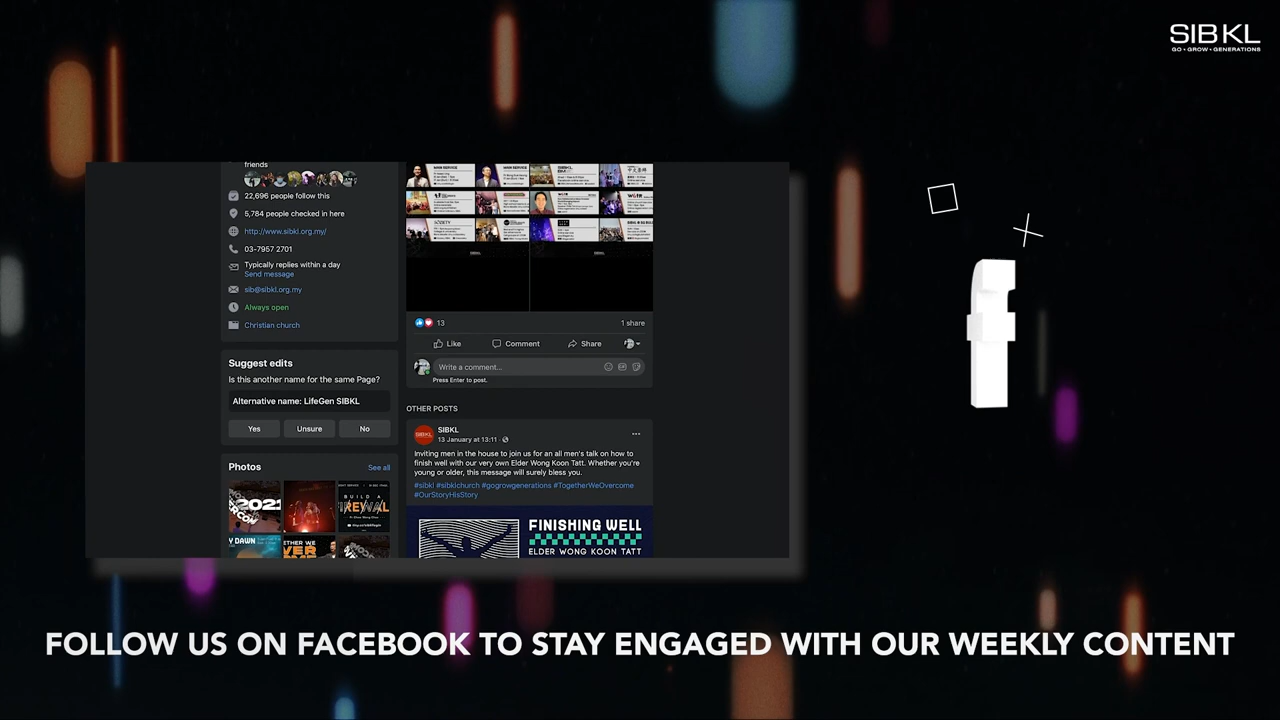 SIBKL
GO • GROW • GENERATIONS
friends
22,696 people follow this
5,784 people checked in here
http://www.sibkl.org.my/
03-7957 2701
Typically replies within a day
Send message
sib@sibkl.org.my
Always open
Christian church
Suggest edits
Is this another name for the same Page?
Alternative name: LifeGen SIBKL
Yes
Unsure
No
Photos
See all
2021
BUILD A
HER WE
13
1 share
Like
Comment
Share
Write a comment...
Press Enter to post.
OTHER POSTS
SIBKL
13 January at 13:11 ·
Inviting men in the house to join us for an all men's talk on how to
finish well with our very own Elder Wong Koon Tatt. Whether you're
young or older, this message will surely bless you.
#sibkl #sibklchurch #gogrowgenerations #TogetherWeOvercome
#OurStoryHisStory
FINISHING WELL
ELDER WONG KOON TATT
f
FOLLOW US ON FACEBOOK TO STAY ENGAGED WITH OUR WEEKLY CONTENT